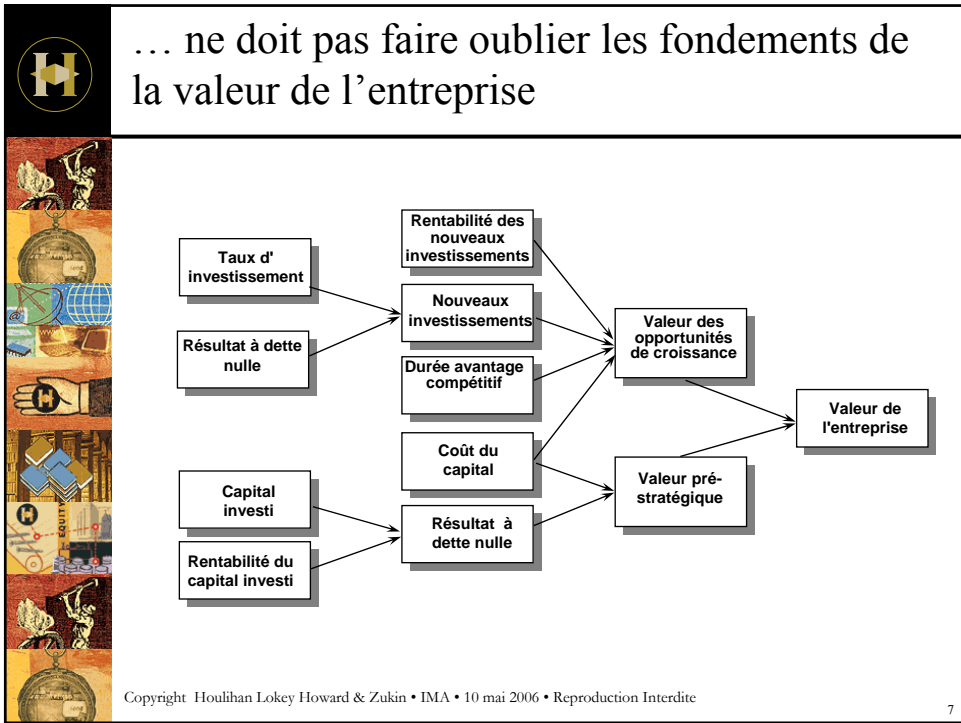 … ne doit pas faire oublier les fondements de
la valeur de l’entreprise
Rentabilité des
nouveaux
investissements
Taux d'
investissement
Nouveaux
investissements
Résultat à dette
nulle
Durée avantage
compétitif
Valeur des
opportunités
de croissance
Valeur de
l'entreprise
Coût du
capital
Valeur pré-
stratégique
Capital
investi
Résultat à
dette nulle
Rentabilité du
capital investi
EQUITY
Copyright Houlihan Lokey Howard & Zukin • IMA • 10 mai 2006 • Reproduction Interdite
7